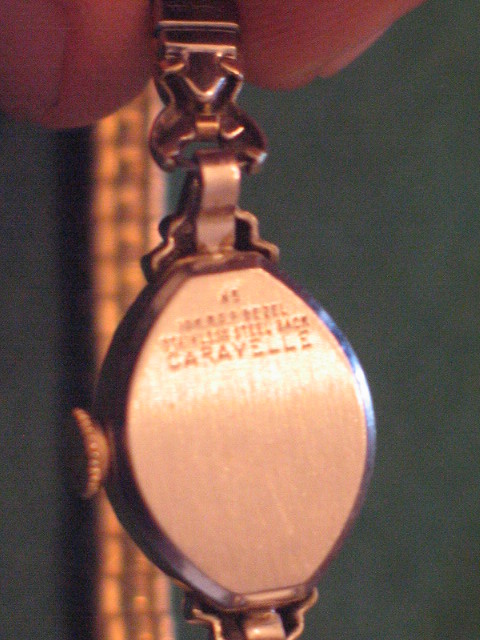 10K R.G.P. BEZEL
STAINLESS STEEL BACK
CARAVELLE